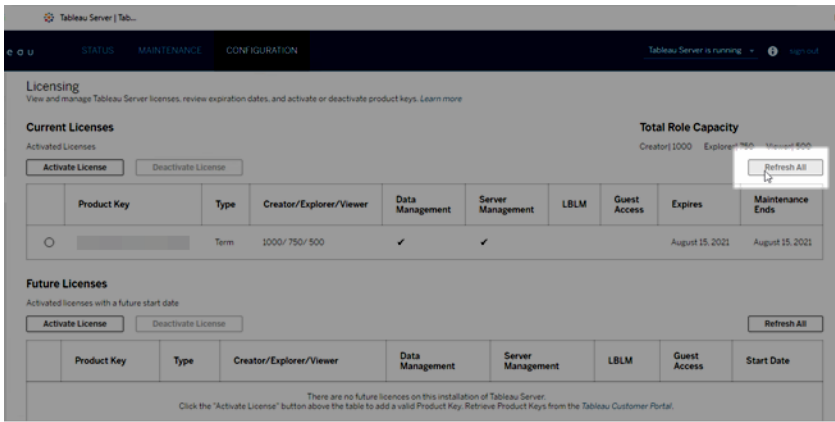 Tableau Server | Tab...
eau STATUS MAINTENANCE CONFIGURATION Tableau Server is running sign out
Licensing
View and manage Tableau Server licenses, review expiration dates, and activate or deactivate product keys. Learn more
Current Licenses Total Role Capacity
Activated Licenses Creator| 1000 Explorer| 750 Viewer| 500
Activate License Deactivate License Refresh All
Product Key Type Creator/Explorer/Viewer Data Management Server Management LBLM Guest Access Expires Maintenance Ends
Term 1000/ 750/ 500 ✔ ✔ August 15, 2021 August 15, 2021
Future Licenses
Activated licenses with a future start date
Activate License Deactivate License Refresh All
Product Key Type Creator/Explorer/Viewer Data Management Server Management LBLM Guest Access Start Date
There are no future licences on this installation of Tableau Server.
Click the "Activate License" button above the table to add a valid Product Key. Retrieve Product Keys from the Tableau Customer Portal.